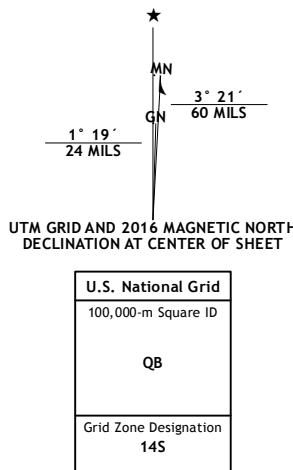 MN
3° 21´
60 MILS
GN
1° 19´
24 MILS
UTM GRID AND 2016 MAGNETIC NORTH
DECLINATION AT CENTER OF SHEET
U.S. National Grid
100,000-m Square ID
QB
Grid Zone Designation
14S